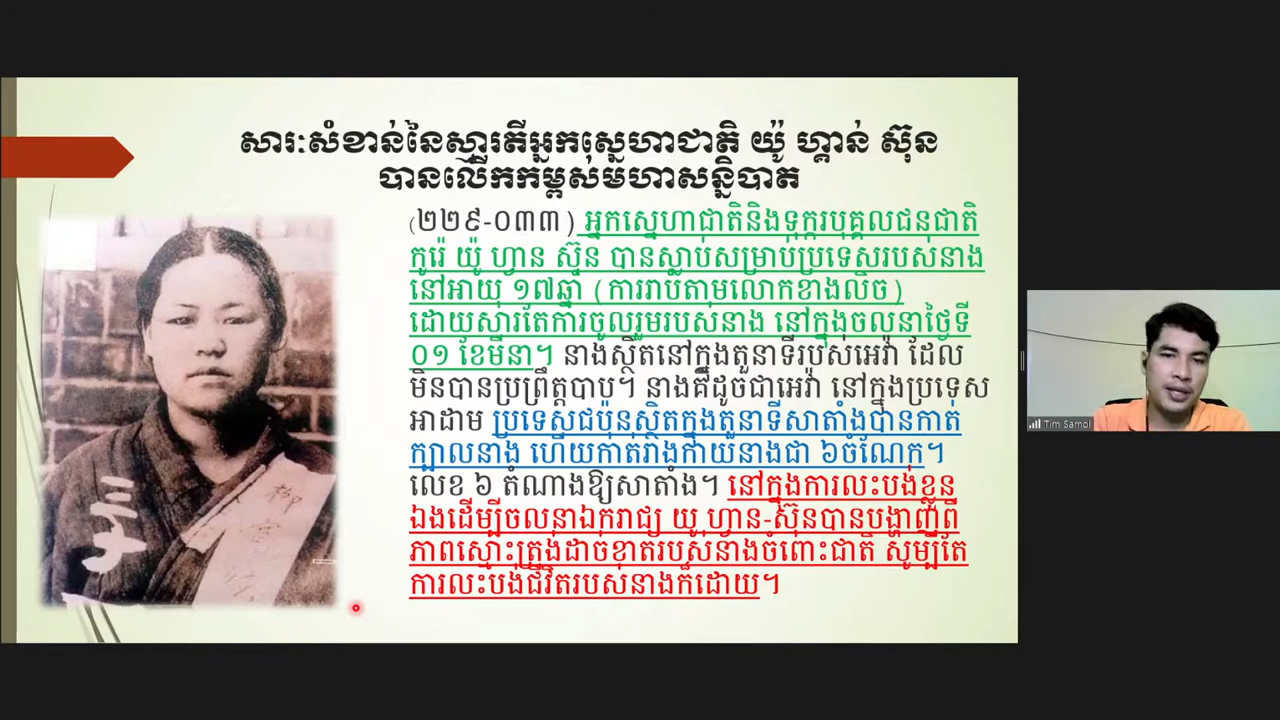 សារៈសំខាន់នៃស្មារតីអ្នកស្នេហាជាតិ យ៉ូ ហ្គាន់ ស៊ុន
បានលើកកម្ពស់មហាសន្និបាត
(២២៩-០៣៣) អ្នកស្នេហាជាតិនិងទុក្ករបុគ្គលជនជាតិ
កូរ៉េ យ៉ូ ហ្វាន ស៊ុន បានស្លាប់សម្រាប់ប្រទេសរបស់នាង
នៅអាយុ ១៧ឆ្នាំ (ការរាប់តាមលោកខាងលិច)
ដោយសារតែការចូលរួមរបស់នាង នៅក្នុងចលនាថ្ងៃទី
០១ ខែមីនា។ នាងស្ថិតនៅក្នុងតួនាទីរបស់អេវ៉ា ដែល
មិនបានប្រព្រឹត្តបាប។ នាងគឺដូចជាអេវ៉ា នៅក្នុងប្រទេស
អាដាម ប្រទេសជប៉ុនស្ថិតក្នុងតួនាទីសាតាំងបានកាត់
ក្បាលនាង ហើយកាត់រាងកាយនាងជា ៦ចំណែក។
លេខ ៦ តំណាងឱ្យសាតាំង។ នៅក្នុងការលះបង់ខ្លួន
ឯងដើម្បីចលនាឯករាជ្យ យូ ហ្វាន-ស៊ុនបានបង្ហាញពី
ភាពស្មោះត្រង់ដាច់ខាតរបស់នាងចំពោះជាតិ សូម្បីតែ
ការលះបង់ជីវិតរបស់នាងក៏ដោយ។
Tim Samol